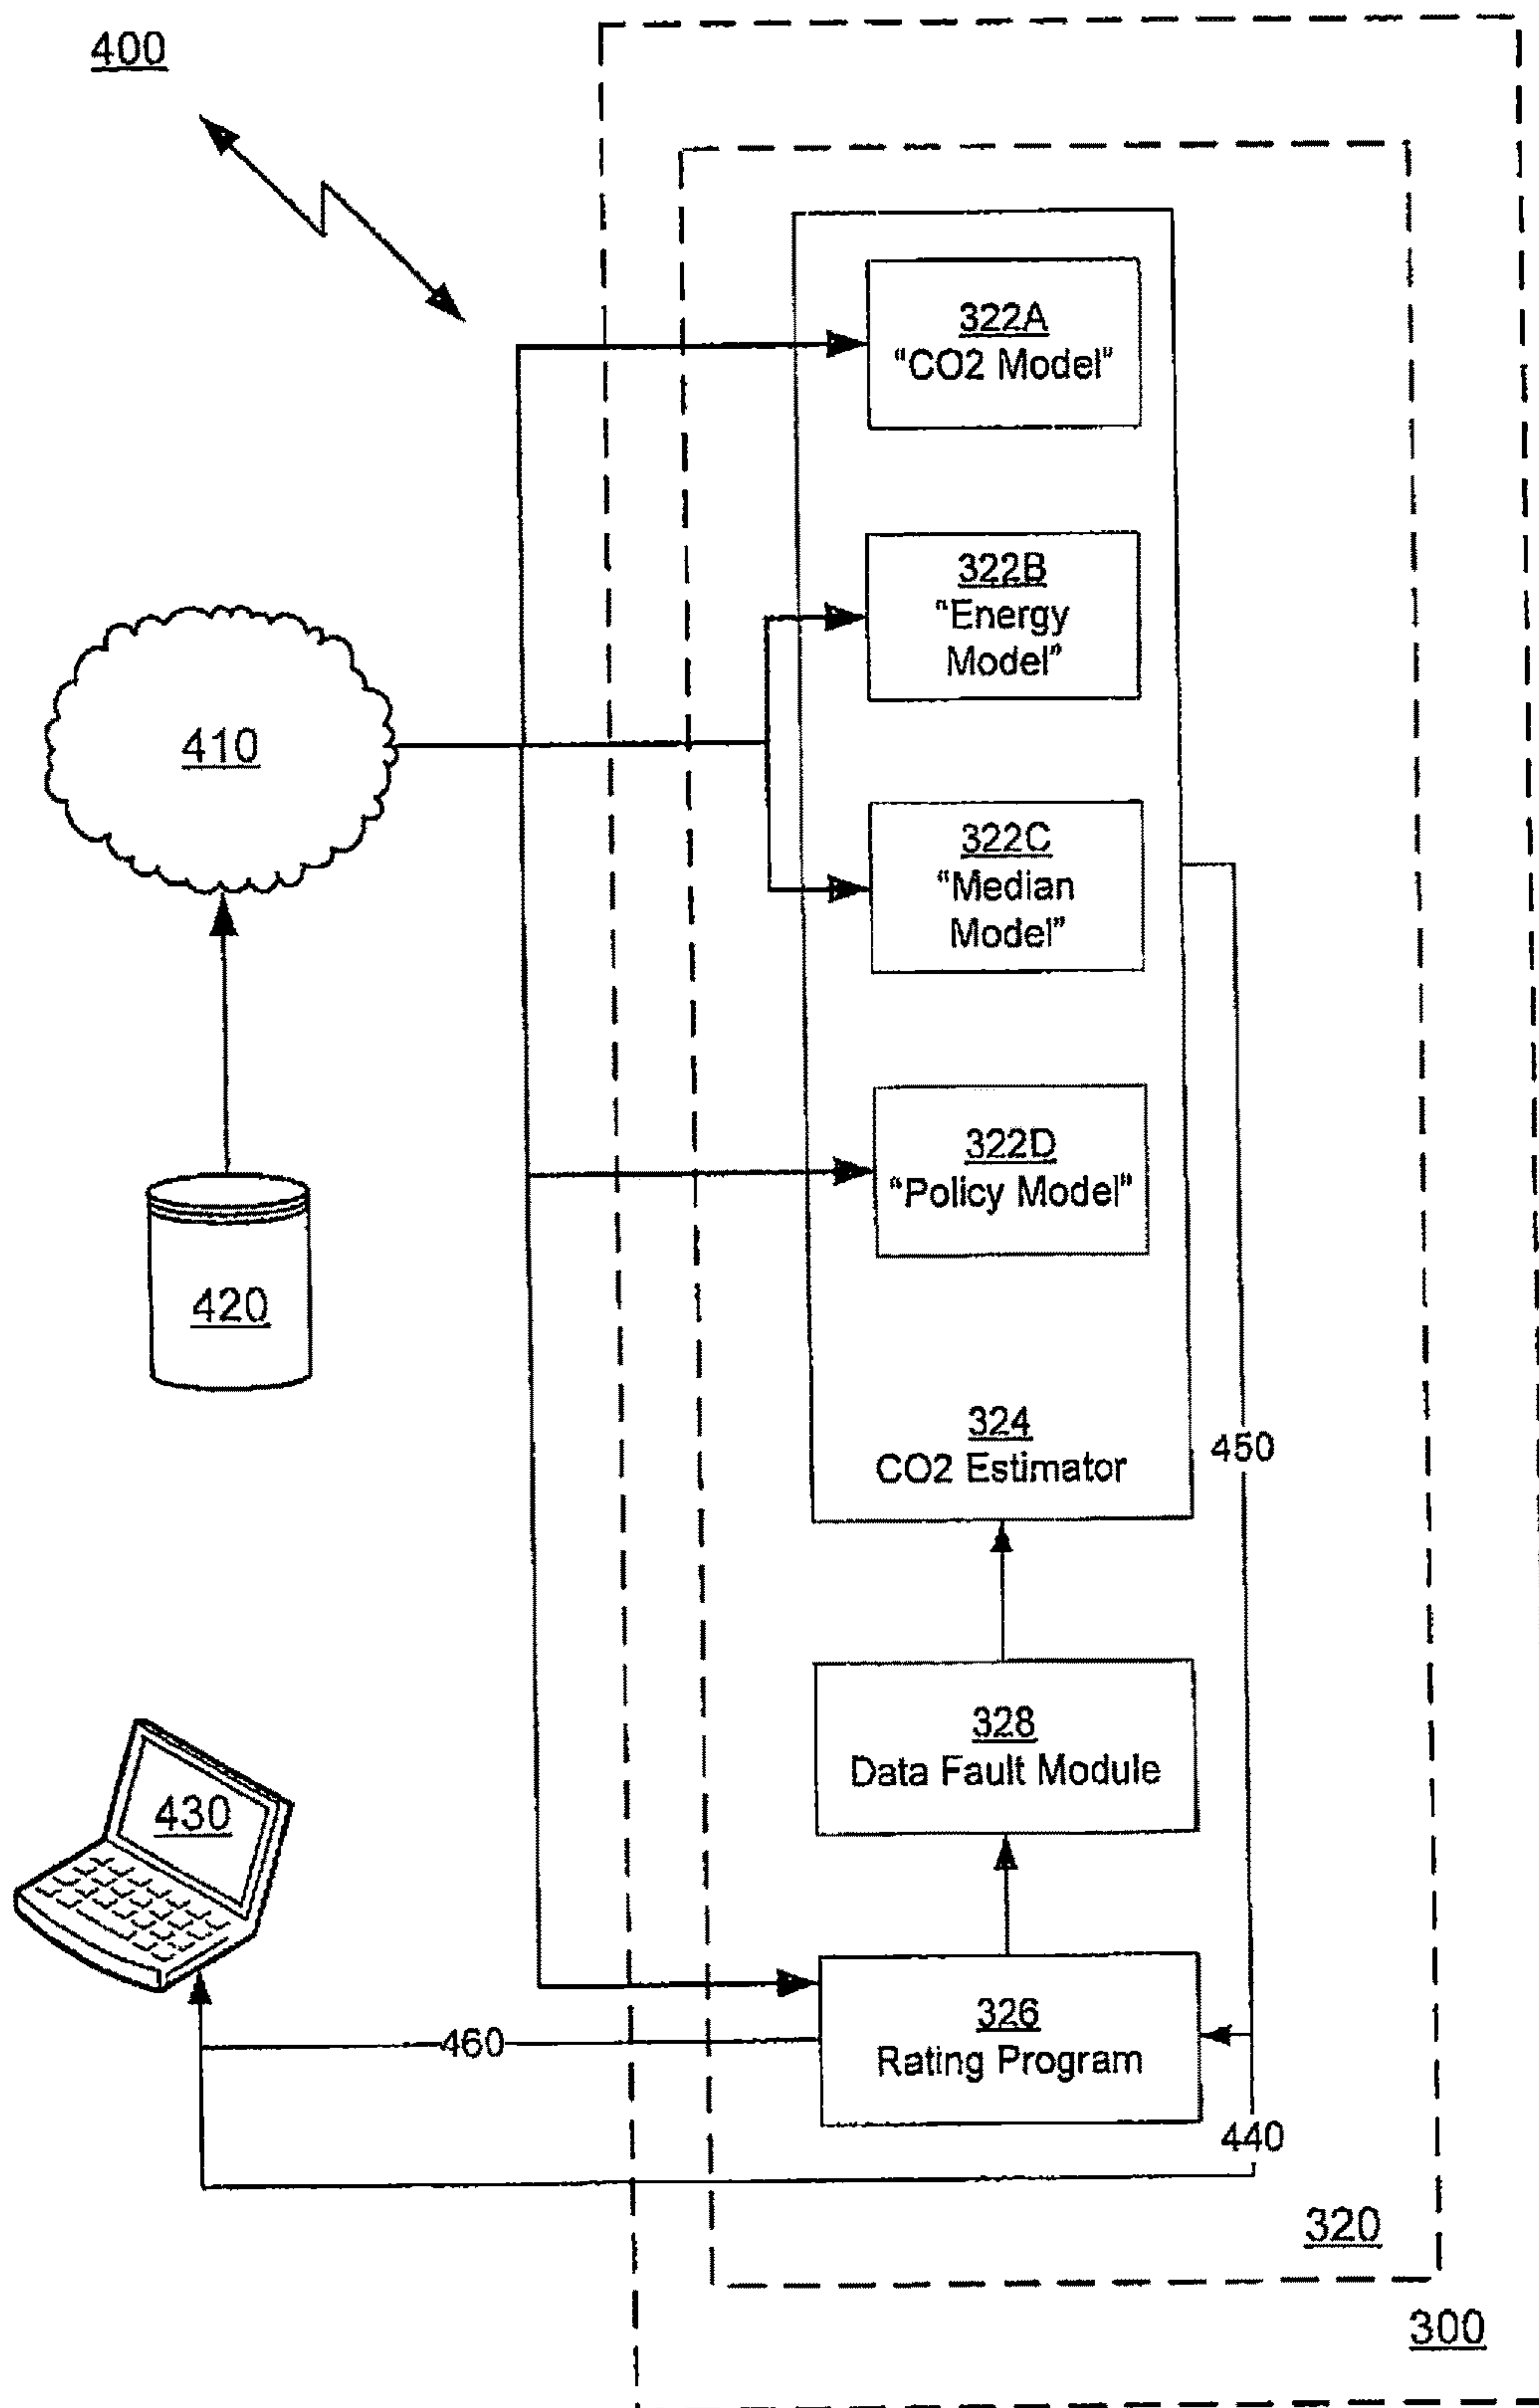 400
322A
“CO2 Model”
322B
“Energy
Model”
410
322C
“Median
Model”
322D
“Policy Model”
420
324
CO2 Estimator
450
328
Data Fault Module
430
326
Rating Program
460
440
320
300